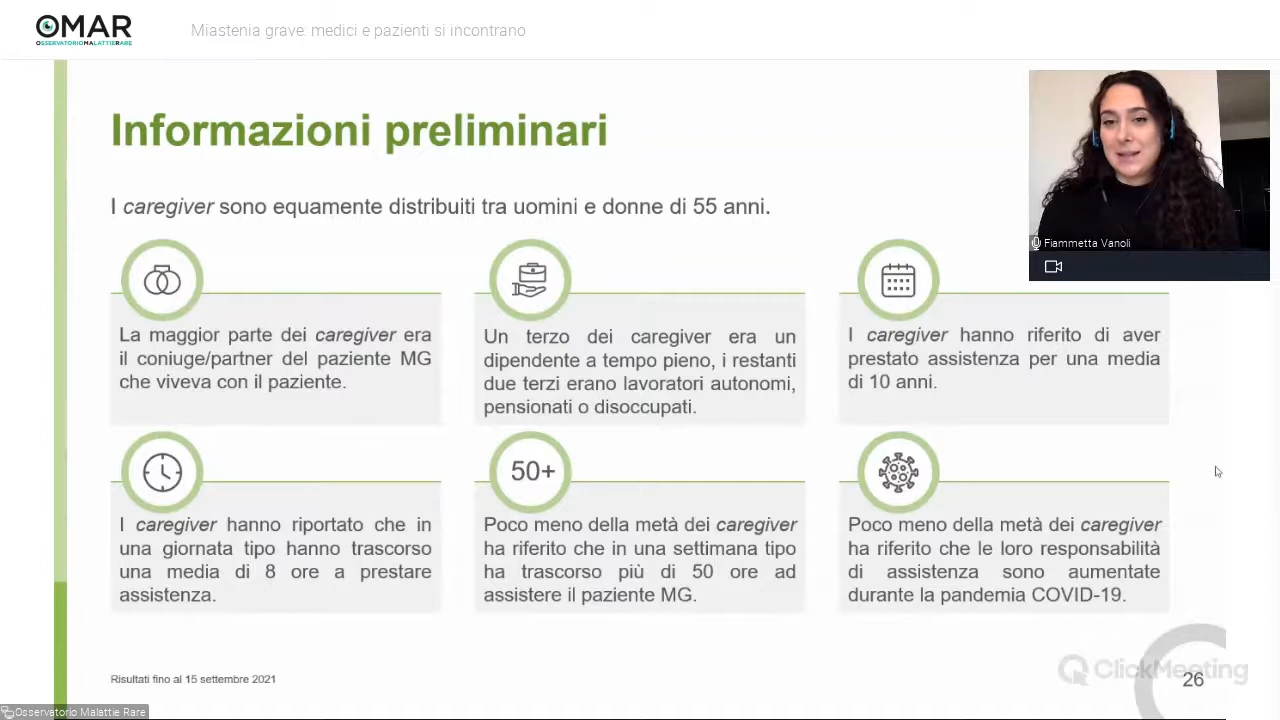 OMAR
OSSERVATORIOMALATTIERARE
Miastenia grave: medici e pazienti si incontrano
Informazioni preliminari
I caregiver sono equamente distribuiti tra uomini e donne di 55 anni.
Fiammetta Vanoli
La maggior parte dei caregiver era
il coniuge/partner del paziente MG
che viveva con il paziente.
Un terzo dei caregiver era un
dipendente a tempo pieno, i restanti
due terzi erano lavoratori autonomi,
pensionati o disoccupati.
I caregiver hanno riferito di aver
prestato assistenza per una media
di 10 anni.
I caregiver hanno riportato che in
una giornata tipo hanno trascorso
una media di 8 ore a prestare
assistenza.
50+
Poco meno della metà dei caregiver
ha riferito che in una settimana tipo
ha trascorso più di 50 ore ad
assistere il paziente MG.
Poco meno della metà dei caregiver
ha riferito che le loro responsabilità
di assistenza sono aumentate
durante la pandemia COVID-19.
Risultati fino al 15 settembre 2021
ClickMeeting
26
Osservatorio Malattie Rare